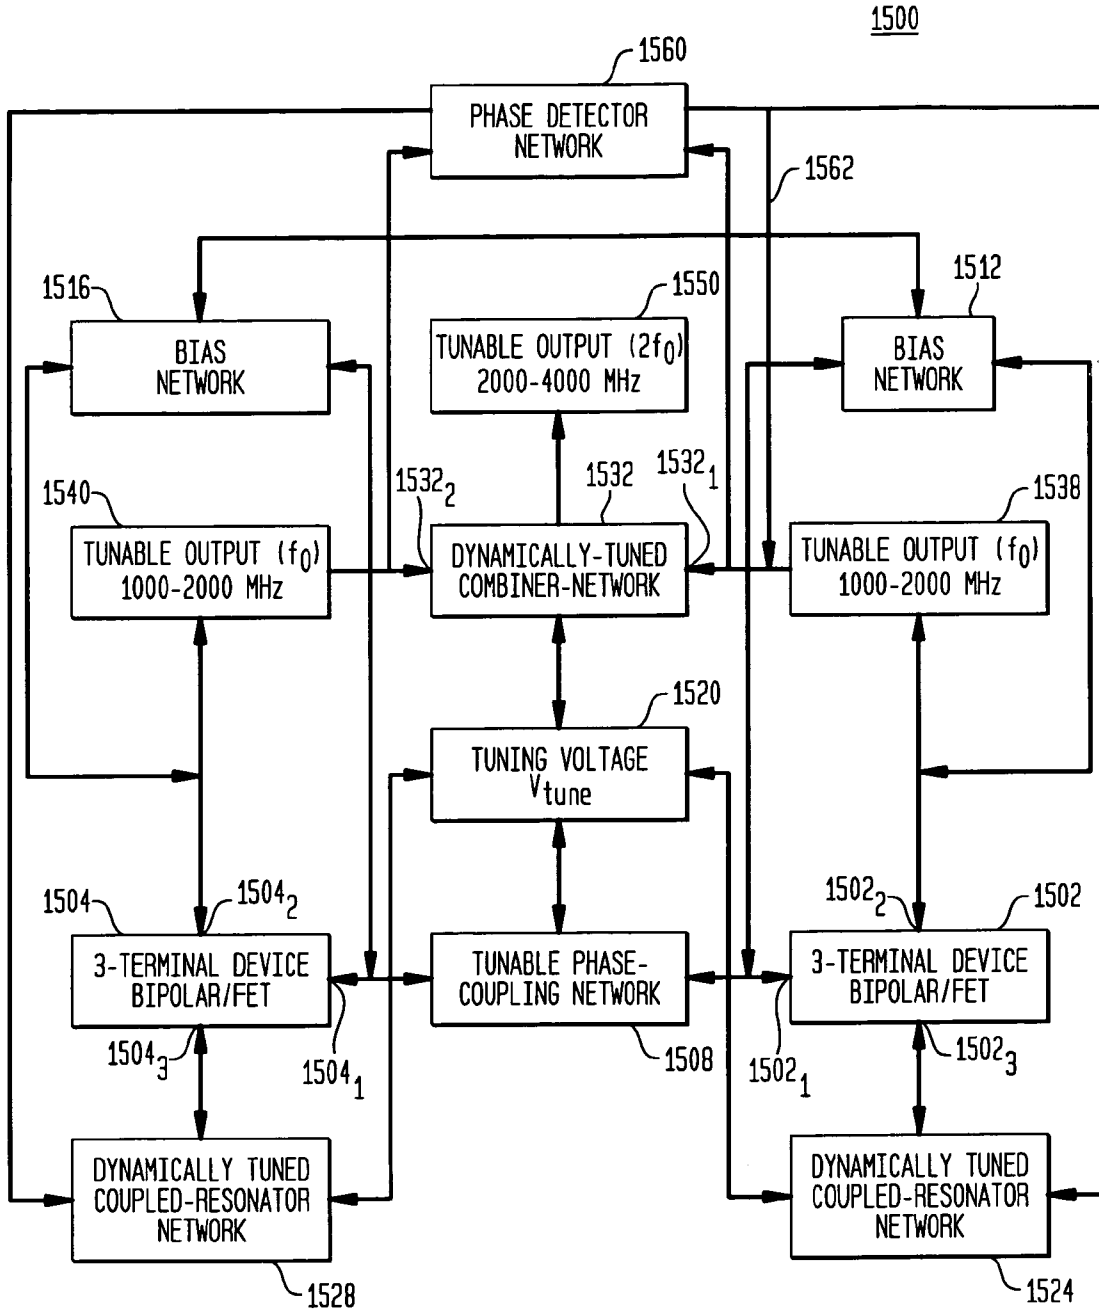 1500
1560
PHASE DETECTOR
NETWORK
1562
1516
1550
1512
BIAS
NETWORK
TUNABLE OUTPUT (2f0)
2000-4000 MHz
BIAS
NETWORK
1540
1532 2
1532
1532 1
1538
TUNABLE OUTPUT (f0)
1000-2000 MHz
DYNAMICALLY-TUNED
COMBINER-NETWORK
TUNABLE OUTPUT (f0)
1000-2000 MHz
1520
TUNING VOLTAGE
Vtune
1504
1504 2
1502 2
1502
3-TERMINAL DEVICE
BIPOLAR/FET
TUNABLE PHASE-
COUPLING NETWORK
3-TERMINAL DEVICE
BIPOLAR/FET
1504 3
1504 1
1508
1502 1
1502 3
DYNAMICALLY TUNED
COUPLED-RESONATOR
NETWORK
DYNAMICALLY TUNED
COUPLED-RESONATOR
NETWORK
1528
1524